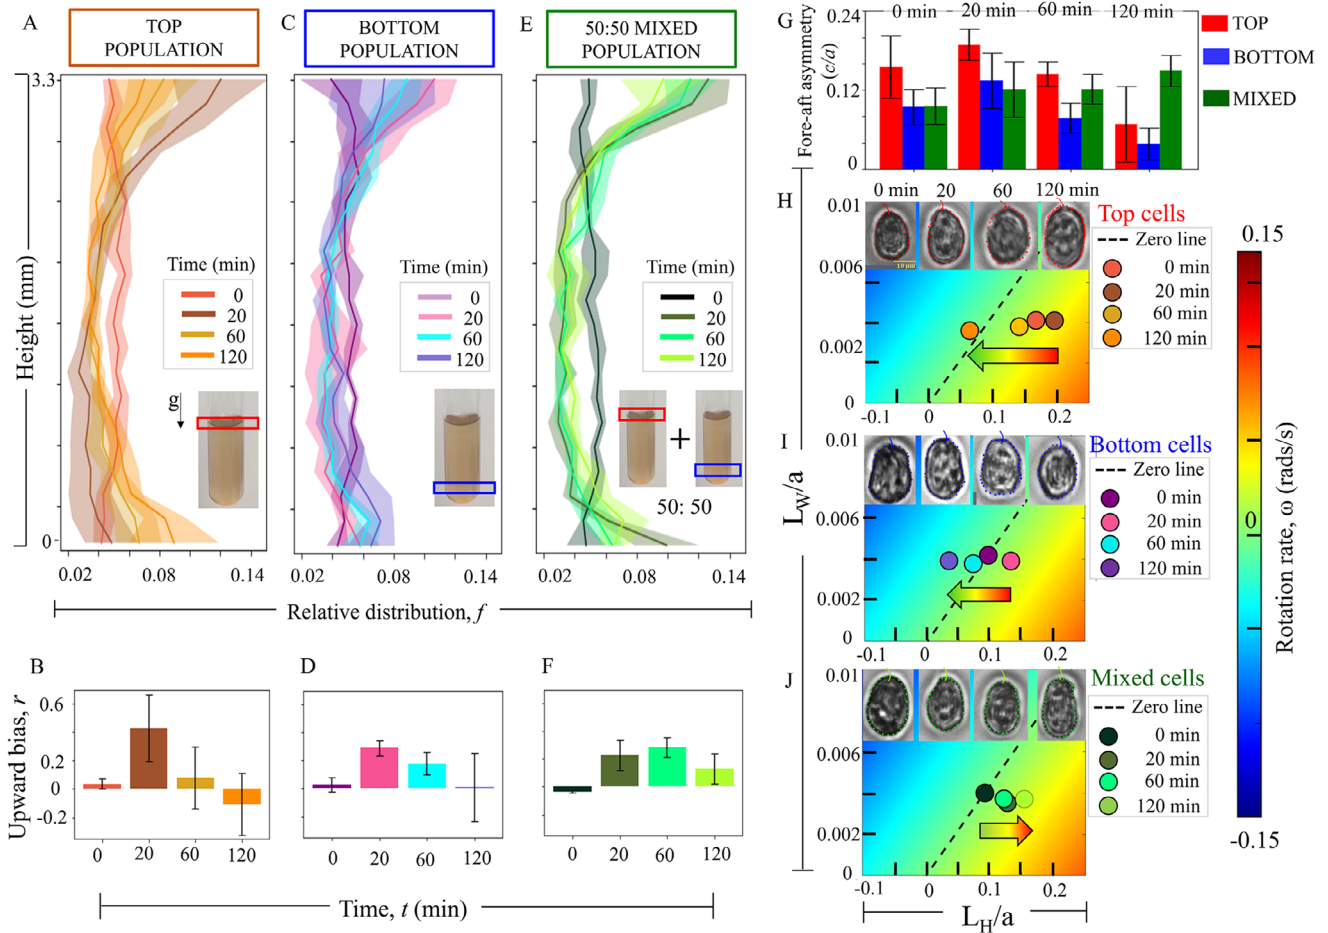 A
TOP
POPULATION
3.3
Height (mm)
0
Time (min)
0
20
60
120
g
0.02
0.08
0.14
C
BOTTOM
POPULATION
Time (min)
0
20
60
120
0.02
0.08
0.14
E
50:50 MIXED
POPULATION
Time (min)
0
20
60
120
+
50: 50
0.02
0.08
0.14
Relative distribution, f
B
Upward bias, r
0.6
0.2
0
-0.2
0
20
60
120
D
0
20
60
120
F
0
20
60
120
Time, t (min)
G
Fore-aft asymmetry
(c/a)
0.24
0.12
0
0 min
20 min
60 min
120 min
TOP
BOTTOM
MIXED
H
0 min
20
60
120 min
10 μm
0.01
0.006
0.002
0
-0.1
0
0.1
0.2
Top cells
Zero line
0 min
20 min
60 min
120 min
I
LW/a
0.01
0.006
0.002
0
-0.1
0
0.1
0.2
Bottom cells
Zero line
0 min
20 min
60 min
120 min
J
0.01
0.006
0.002
0
-0.1
0
0.1
0.2
Mixed cells
Zero line
0 min
20 min
60 min
120 min
LH/a
0.15
0
-0.15
Rotation rate, ω (rads/s)